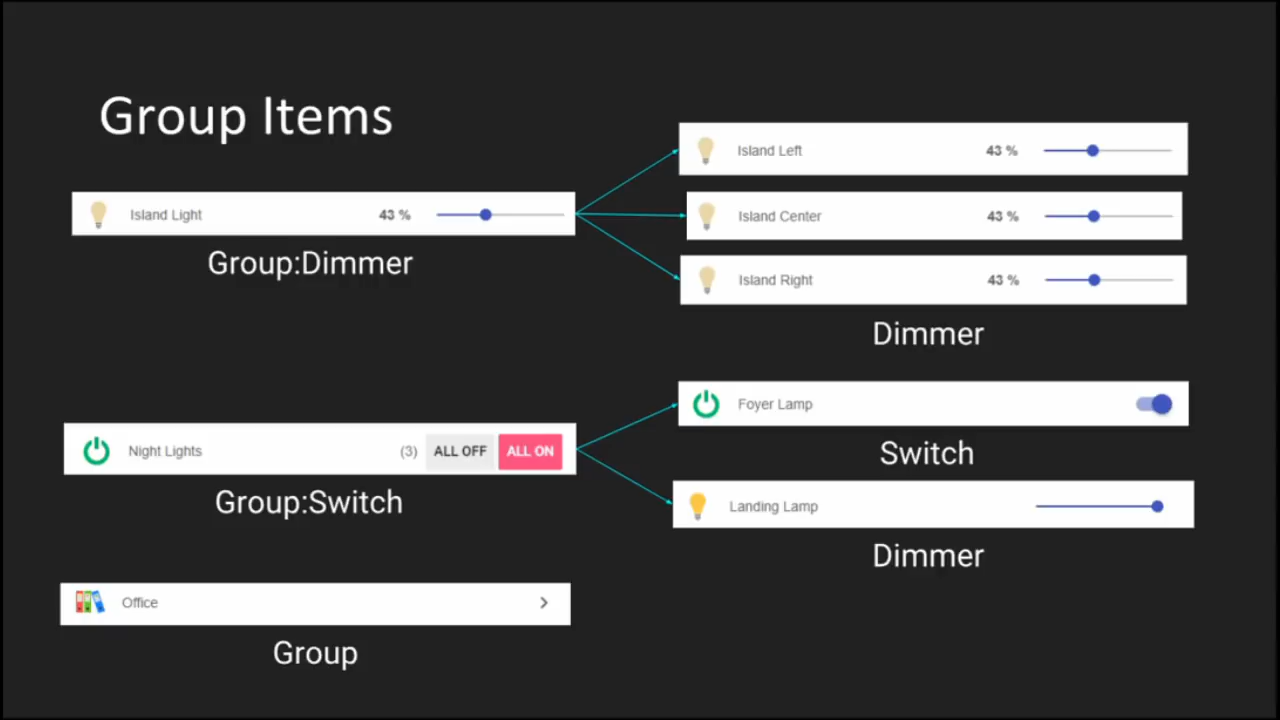 Group Items
Island Light 43 %
Group:Dimmer
Island Left 43 %
Island Center 43 %
Island Right 43 %
Dimmer
Night Lights (3) ALL OFF ALL ON
Group:Switch
Foyer Lamp
Switch
Landing Lamp
Dimmer
Office
Group